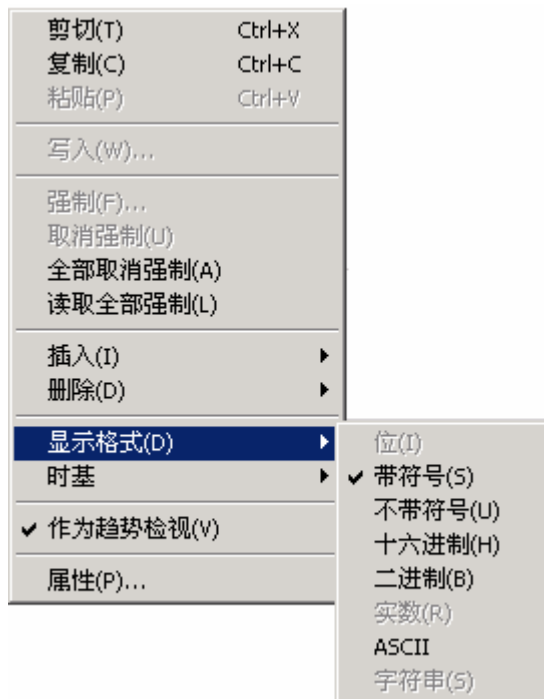 剪切(T) Ctrl+X
复制(C) Ctrl+C
粘贴(P) Ctrl+V
写入(W)...
强制(F)...
取消强制(U)
全部取消强制(A)
读取全部强制(L)
插入(I)
删除(D)
显示格式(D)
时基
作为趋势检视(V)
属性(P)...
位(I)
带符号(S)
不带符号(U)
十六进制(H)
二进制(B)
实数(R)
ASCII
字符串(S)